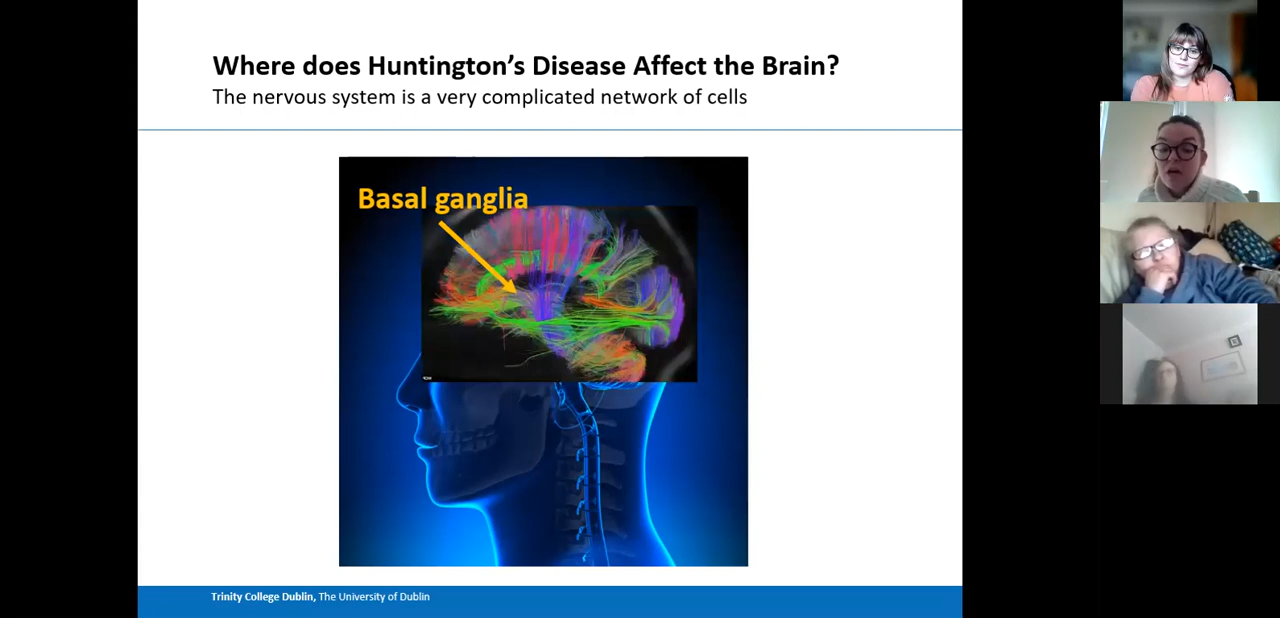 Where does Huntington's Disease Affect the Brain?
The nervous system is a very complicated network of cells
Basal ganglia
Trinity College Dublin, The University of Dublin